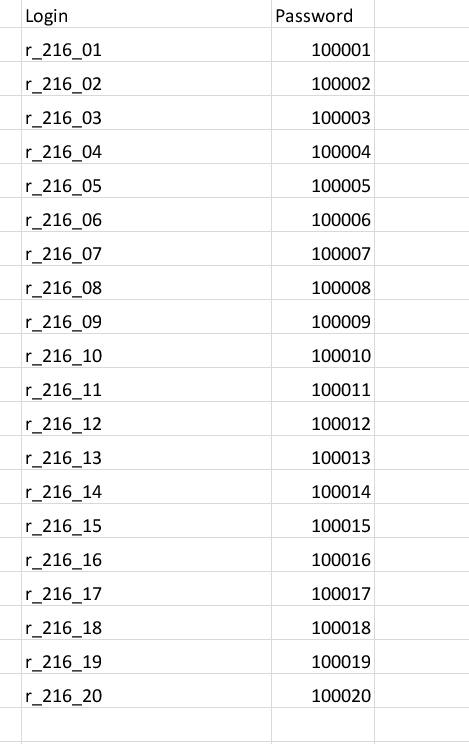 Login Password
r_216_01 100001
r_216_02 100002
r_216_03 100003
r_216_04 100004
r_216_05 100005
r_216_06 100006
r_216_07 100007
r_216_08 100008
r_216_09 100009
r_216_10 100010
r_216_11 100011
r_216_12 100012
r_216_13 100013
r_216_14 100014
r_216_15 100015
r_216_16 100016
r_216_17 100017
r_216_18 100018
r_216_19 100019
r_216_20 100020